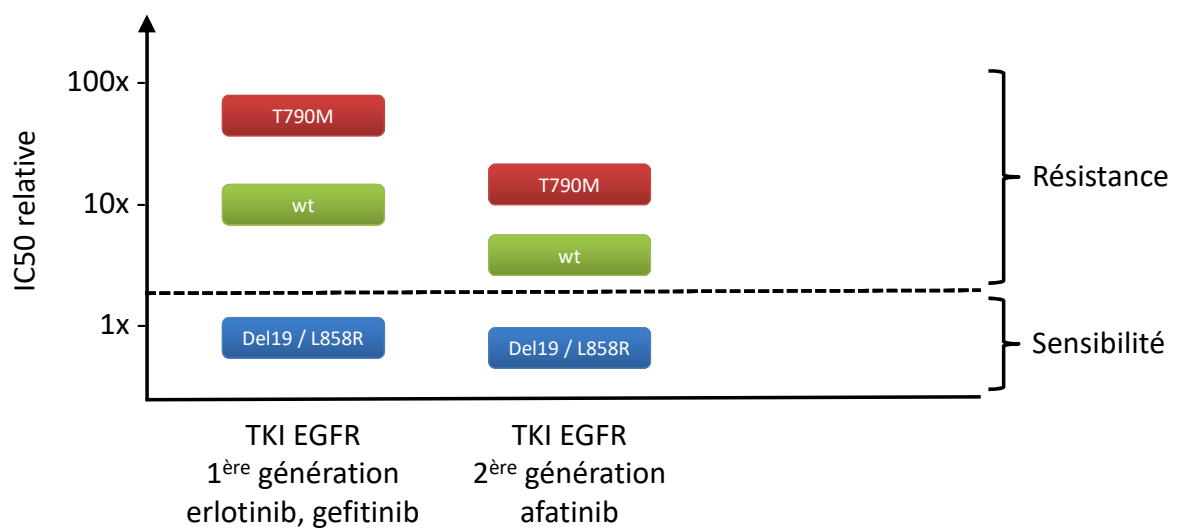 IC50 relative
100x
10x
1x
T790M
wt
Del19 / L858R
T790M
wt
Del19 / L858R
Résistance
Sensibilité
TKI EGFR
1ère génération
erlotinib, gefitinib
TKI EGFR
2ère génération
afatinib